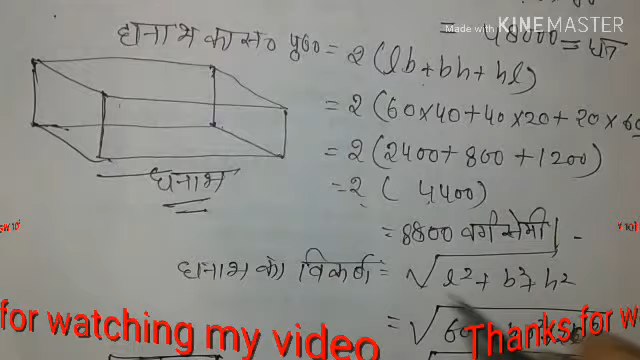 Made with KINEMASTER
= 48000 = घन
घनाभ का स० पृ० = 2 (lb + bh + hl)
= 2 (60×40 + 40×20 + 20×60
= 2 (2400 + 800 + 1200)
घनाभ
= 2 ( 4400)
= 8800 वर्ग सेमी।
घनाभ का विकर्ण = √l² + b² + h²
for watching my video
= √60
Thanks for w